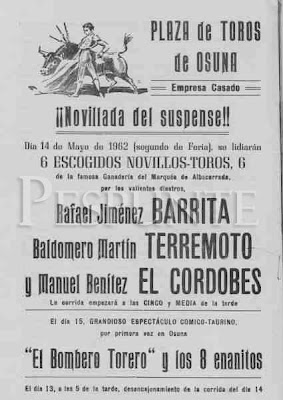 PLAZA de TOROS
de OSUNA
Empresa Casado
¡¡Novillada del suspense!!
Día 14 de Mayo de 1962 (segundo de Feria), se lidiarán
6 ESCOGIDOS NOVILLOS-TOROS, 6
de la famosa Ganadería del Marqués de Albacerrada,
por los valientes diestros,
PESPUNTE
Rafael Jiménez BARRITA
Baldomero Martín TERREMOTO
y Manuel Benítez EL CORDOBES
La corrida empezará a las CINCO y MEDIA de la tarde
El día 15, GRANDIOSO ESPECTÁCULO COMICO-TAURINO,
por primera vez en Osuna
"El Bombero Torero" y los 8 enanitos
El día 13, a las 5 de la tarde, desencajonamiento de la corrida del día 14